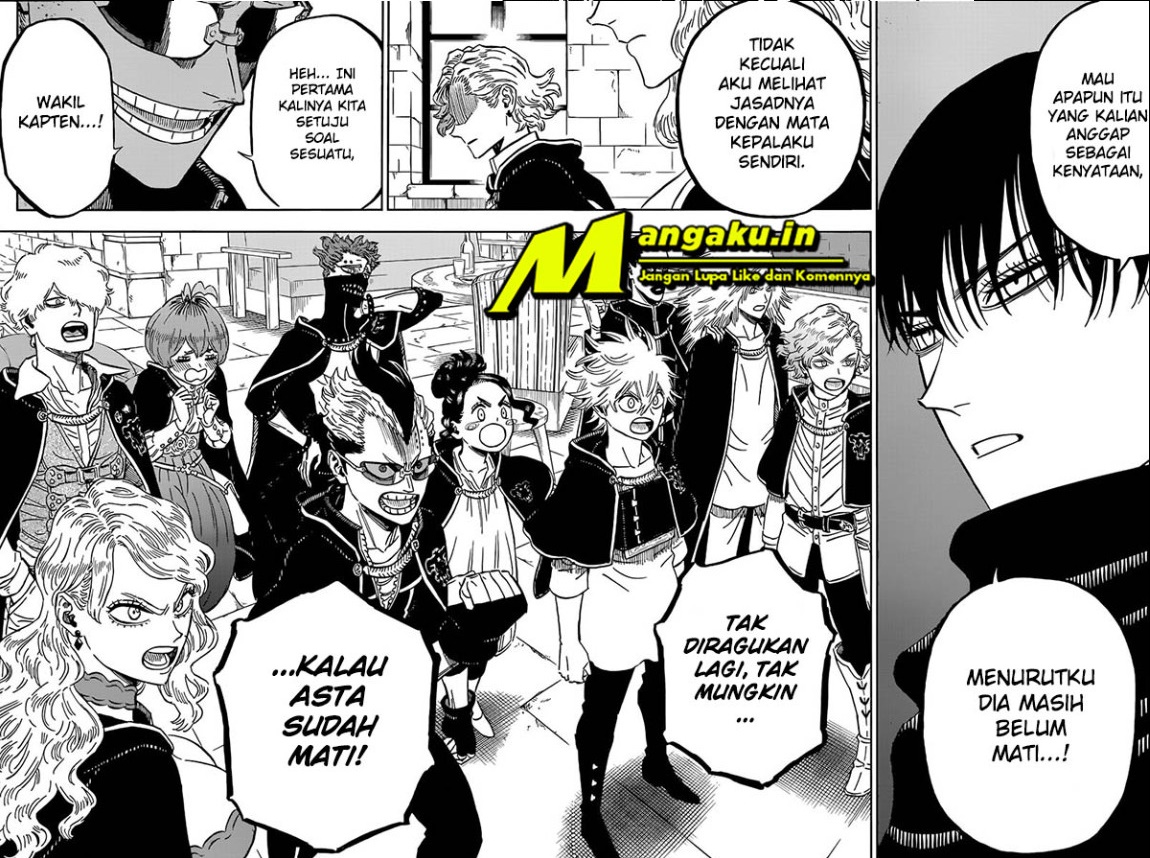 MAU
APAPUN ITU
YANG KALIAN
ANGGAP
SEBAGAI
KENYATAAN,
MENURUTKU
DIA MASIH
BELUM
MATI...!
TIDAK
KECUALI
AKU MELIHAT
JASADNYA
DENGAN MATA
KEPALAKU
SENDIRI.
HEH... INI
PERTAMA
KALINYA KITA
SETUJU
SOAL
SESUATU,
WAKIL
KAPTEN...!
Mangaku.in
Jangan Lupa Like dan Komennya
TAK
DIRAGUKAN
LAGI, TAK
MUNGKIN
...
...KALAU
ASTA
SUDAH
MATI!